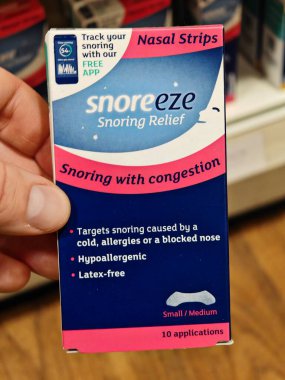 Track your
snoring with
our FREE
APP
Nasal Strips
snoreeze
Snoring Relief
Snoring with congestion
• Targets snoring caused by a
cold, allergies or a blocked nose
• Hypoallergenic
• Latex-free
Small / Medium
10 applications